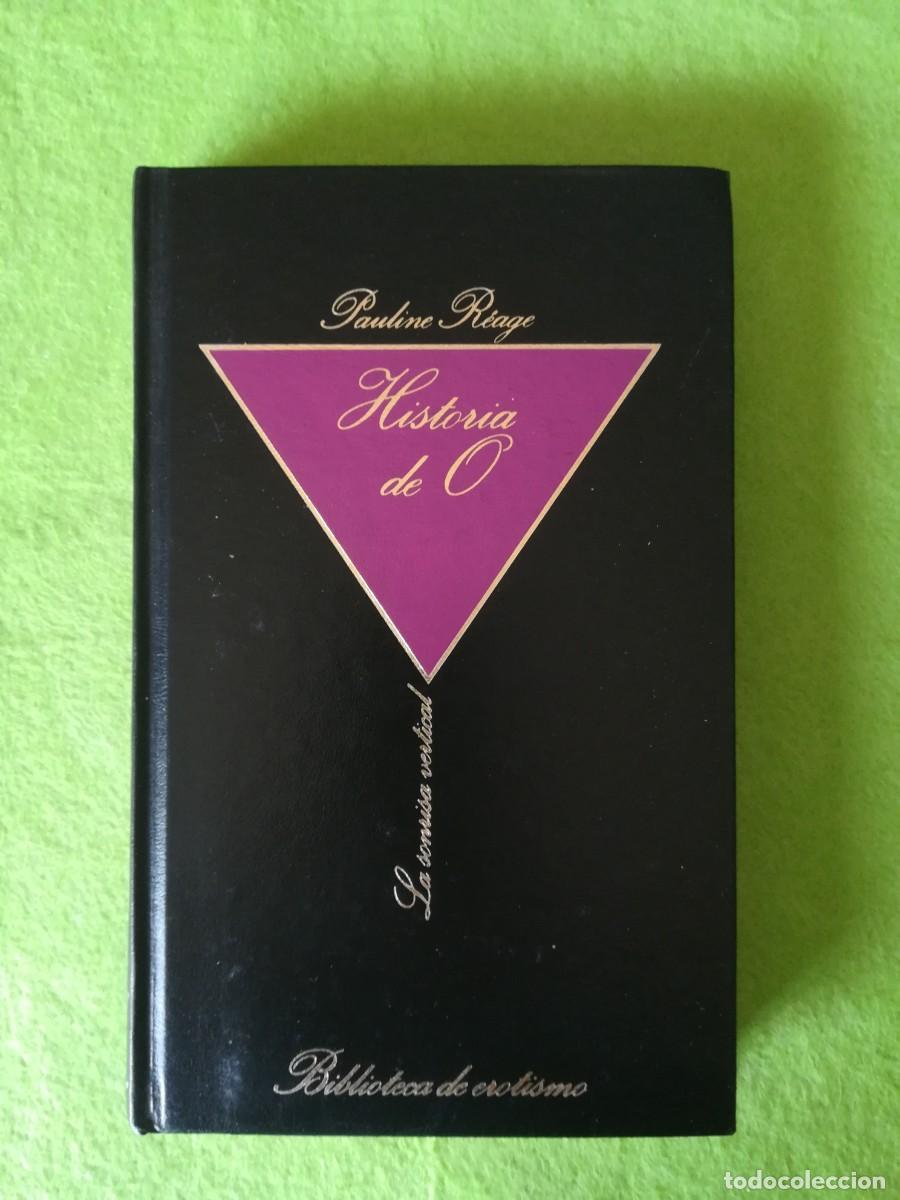 Pauline Réage
Historia
de O
La sonrisa vertical
Biblioteca de erotismo
todocoleccion